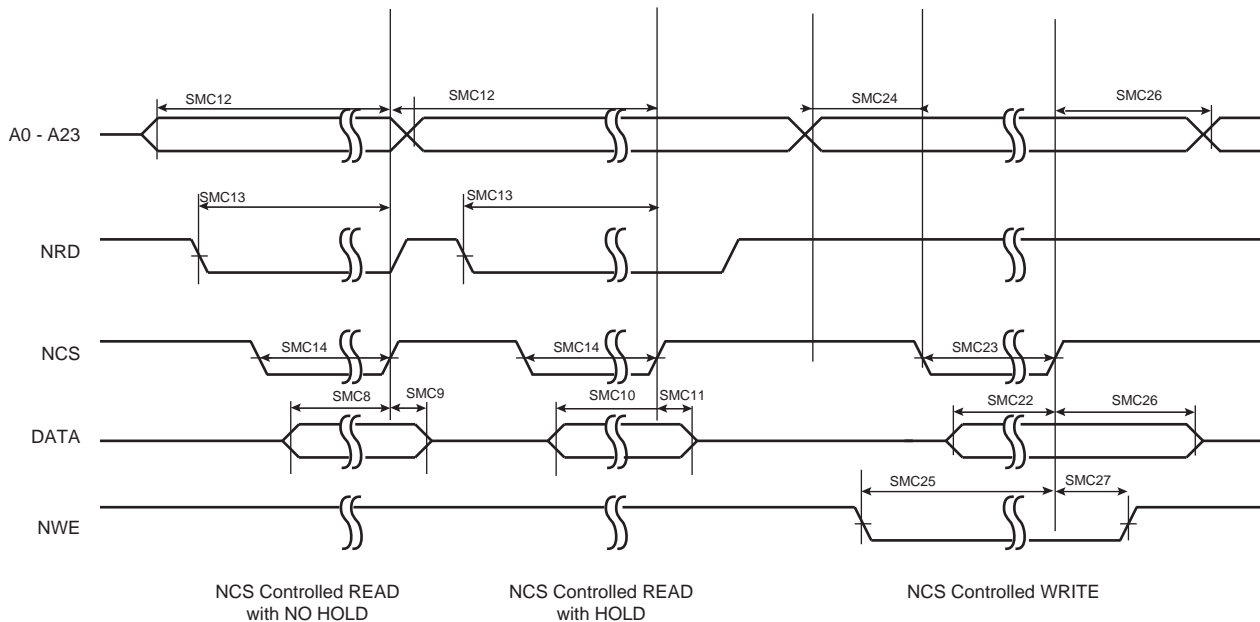 SMC12
SMC12
SMC24
SMC26
A0 - A23
SMC13
SMC13
NRD
NCS
SMC14
SMC14
SMC23
SMC8
SMC9
SMC10
SMC11
SMC22
SMC26
DATA
SMC25
SMC27
NWE
NCS Controlled READ
with NO HOLD
NCS Controlled READ
with HOLD
NCS Controlled WRITE